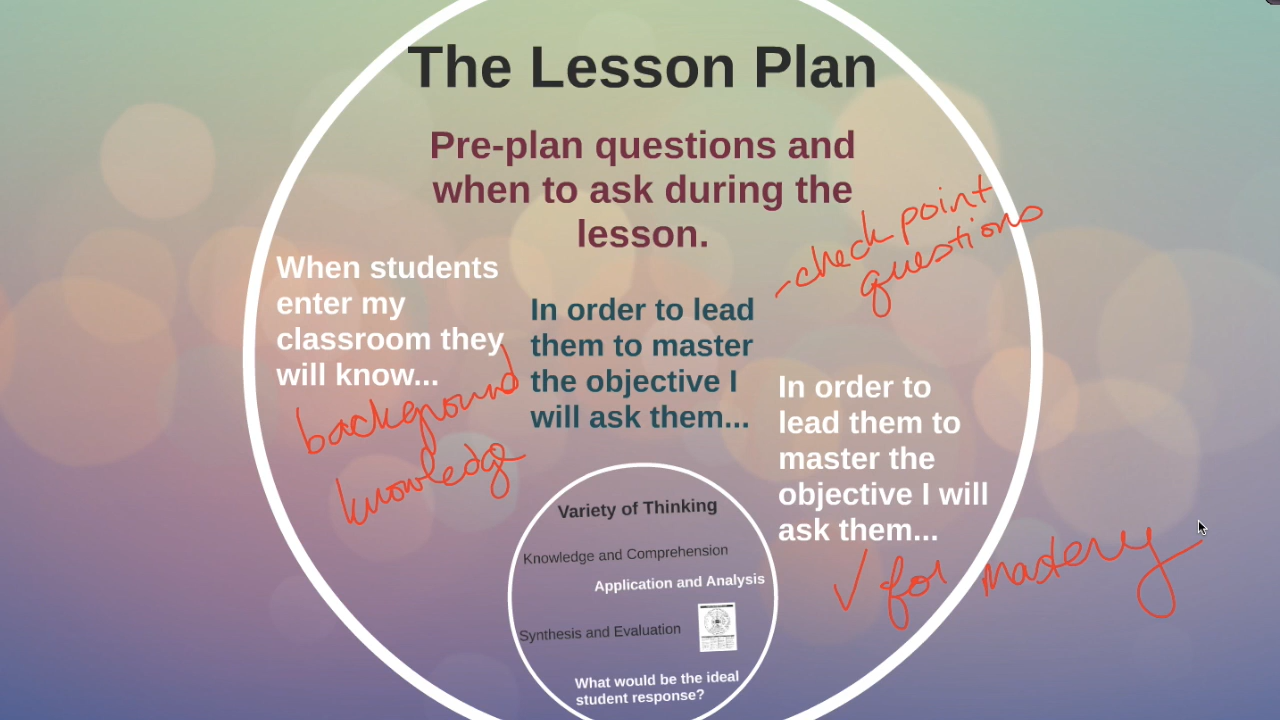 The Lesson Plan
Pre-plan questions and
when to ask during the
lesson.
- check point
questions
When students
enter my
classroom they
will know...
background
knowledge
In order to lead
them to master
the objective I
will ask them...
In order to
lead them to
master the
objective I will
ask them...
✓ for mastery
Variety of Thinking
Knowledge and Comprehension
Application and Analysis
Synthesis and Evaluation
What would be the ideal
student response?